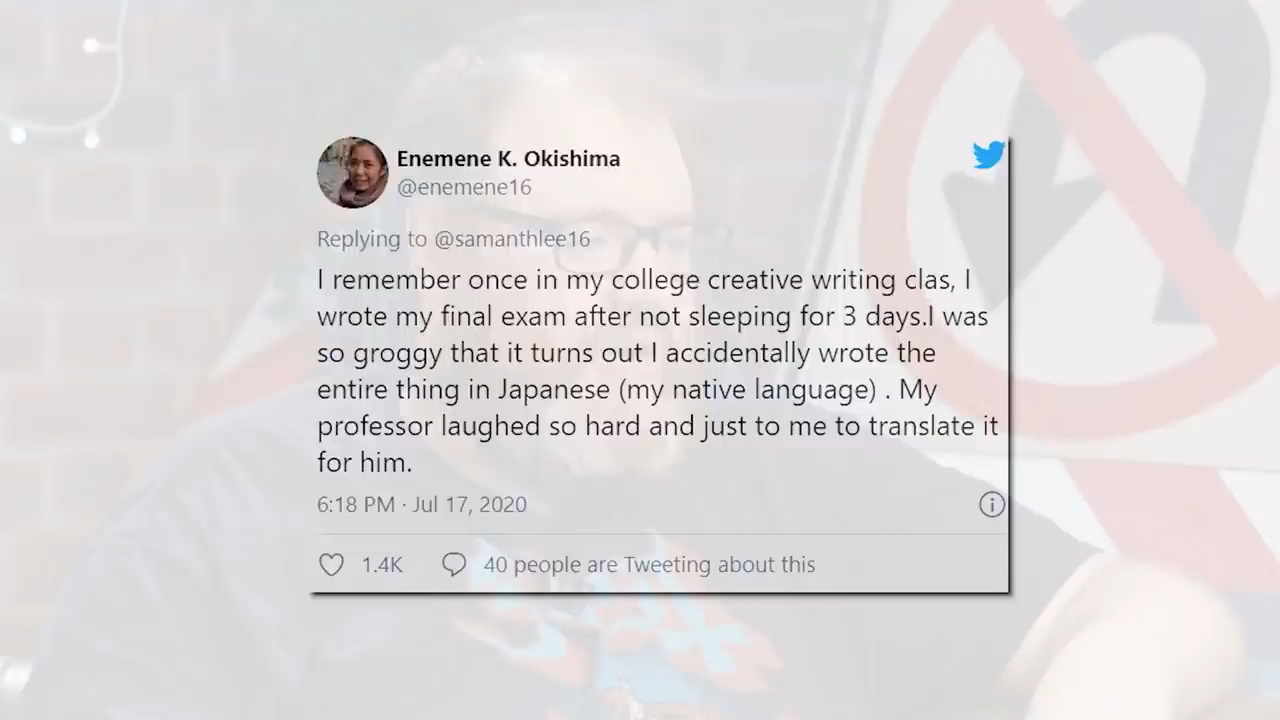 Enemene K. Okishima
@enemene16
Replying to @samanthlee16
I remember once in my college creative writing clas, I
wrote my final exam after not sleeping for 3 days.I was
so groggy that it turns out I accidentally wrote the
entire thing in Japanese (my native language) . My
professor laughed so hard and just to me to translate it
for him.
6:18 PM · Jul 17, 2020
1.4K 40 people are Tweeting about this